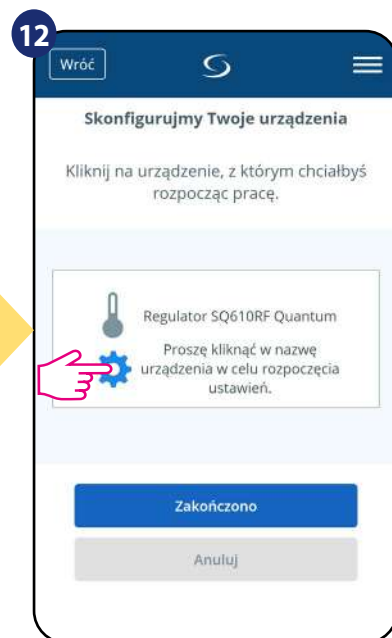 12
Wróć
Skonfigurujmy Twoje urządzenia
Kliknij na urządzenie, z którym chciałbyś
rozpocząc pracę.
Regulator SQ610RF Quantum
Proszę kliknąć w nazwę
urządzenia w celu rozpoczęcia
ustawień.
Zakończono
Anuluj